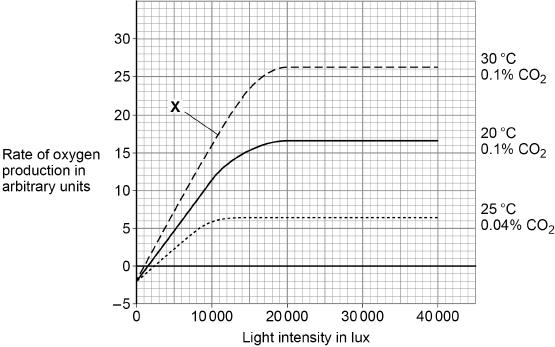 30
25
20
15
10
5
0
–5
X
Rate of oxygen
production in
arbitrary units
30 °C
0.1% CO2
20 °C
0.1% CO2
25 °C
0.04% CO2
0
10 000
20 000
30 000
40 000
Light intensity in lux